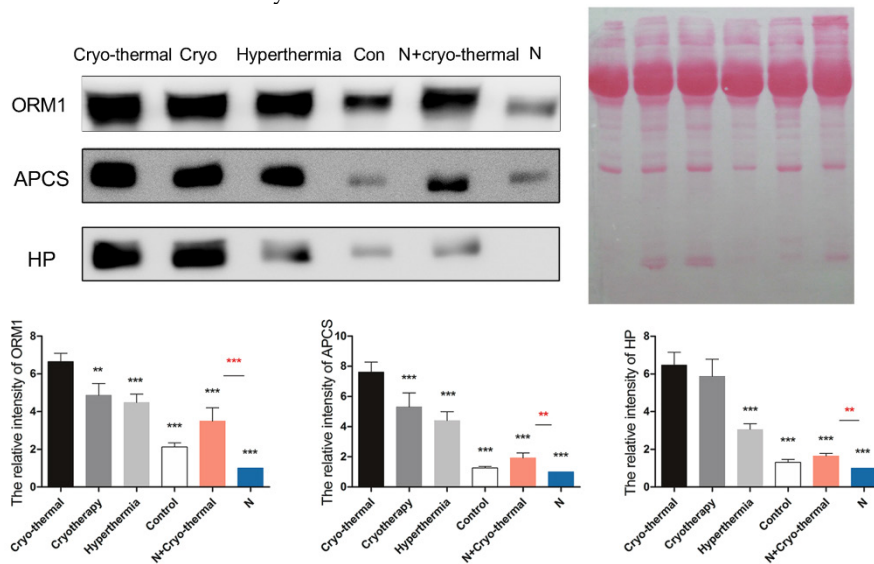 Cryo-thermal Cryo Hyperthermia Con N+cryo-thermal N
ORM1
APCS
HP
The relative intensity of ORM1
8
6
4
2
0
**
***
***
***
***
***
Cryo-thermal
Cryotherapy
Hyperthermia
Control
N+Cryo-thermal
N
The relative intensity of APCS
10
8
6
4
2
0
***
***
***
***
**
***
Cryo-thermal
Cryotherapy
Hyperthermia
Control
N+Cryo-thermal
N
The relative intensity of HP
8
6
4
2
0
***
***
***
**
***
Cryo-thermal
Cryotherapy
Hyperthermia
Control
N+Cryo-thermal
N